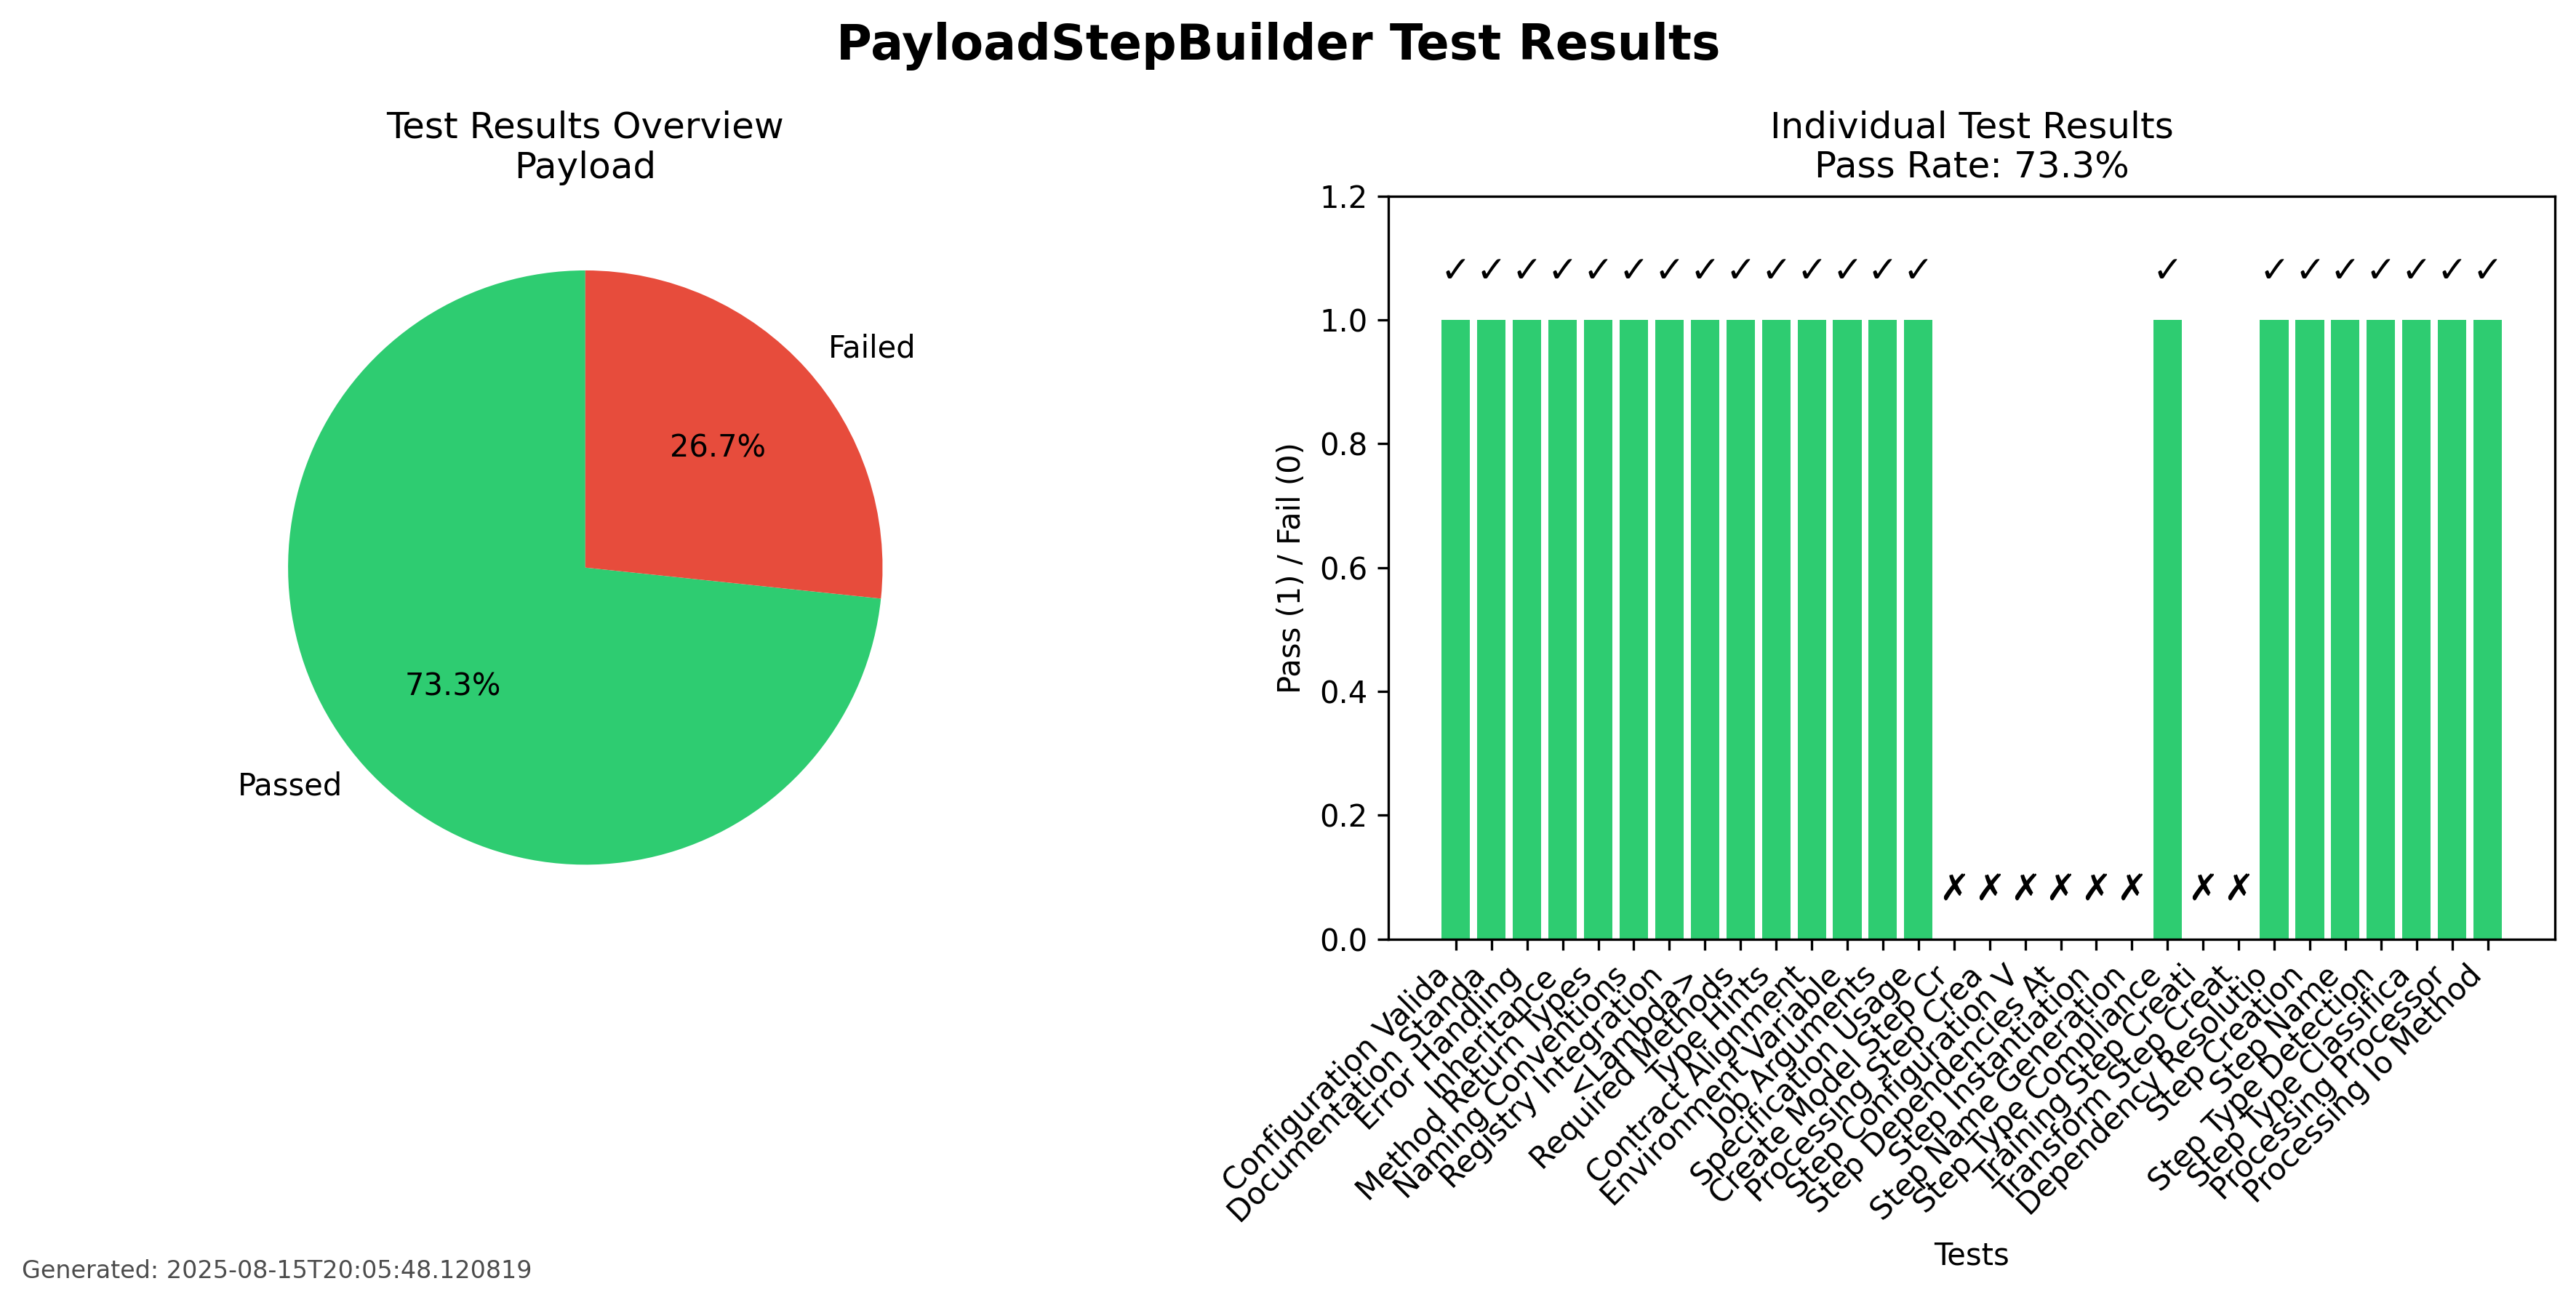 PayloadStepBuilder Test Results
Test Results Overview
Payload
Failed
26.7%
73.3%
Passed
Individual Test Results
Pass Rate: 73.3%
1.2
1.0
0.8
0.6
0.4
0.2
0.0
Pass (1) / Fail (0)
✓ ✓ ✓ ✓ ✓ ✓ ✓ ✓ ✓ ✓ ✓ ✓ ✓ ✓ ✓ ✓ ✓ ✓ ✓ ✓ ✓ ✓
✗ ✗ ✗ ✗ ✗ ✗ ✗ ✗
Configuration Valida
Documentation Standa
Error Handling
Inheritance
Method Return Types
Naming Conventions
Registry Integration
<Lambda>
Required Methods
Type Hints
Contract Alignment
Environment Variable
Job Arguments
Specification Usage
Create Model Step Cr
Processing Step Crea
Step Configuration V
Step Dependencies At
Step Instantiation
Step Name Generation
Step Type Compliance
Training Step Creati
Transform Step Creat
Dependency Resolutio
Step Creation
Step Name
Step Type Detection
Step Type Classifica
Processing Processor
Processing Io Method
Tests
Generated: 2025-08-15T20:05:48.120819